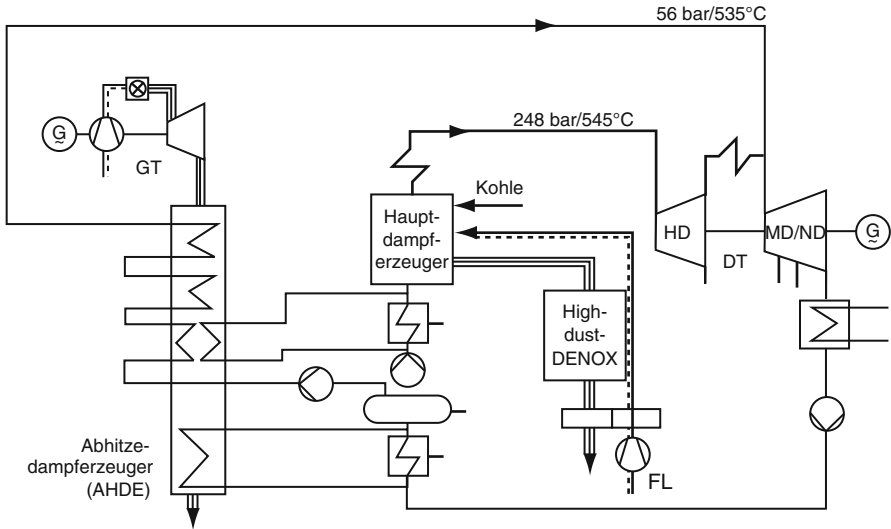 56 bar/535°C
248 bar/545°C
G
~
GT
Kohle
Haupt-
dampf-
erzeuger
HD
DT
MD/ND
G
~
High-
dust-
DENOX
Abhitze-
dampferzeuger
(AHDE)
FL